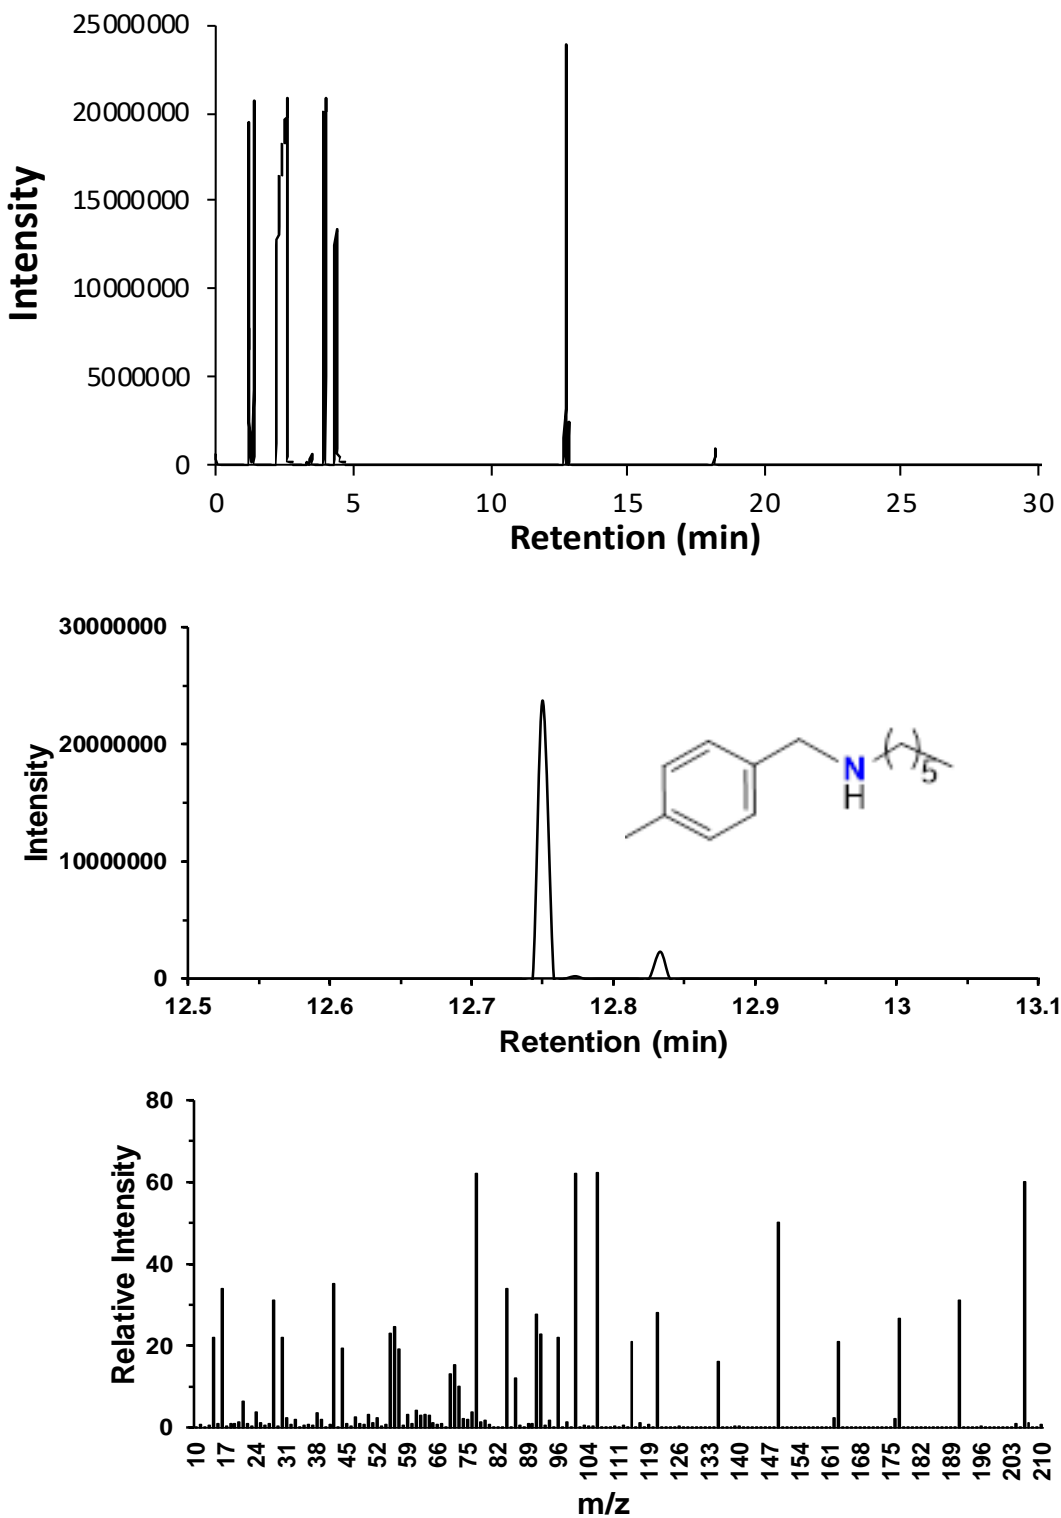 25000000
20000000
15000000
10000000
5000000
0
Intensity
0 5 10 15 20 25 30
Retention (min)
30000000
20000000
10000000
0
Intensity
N
H
( ) 5
12.5 12.6 12.7 12.8 12.9 13 13.1
Retention (min)
80
60
40
20
0
Relative Intensity
10 17 24 31 38 45 52 59 66 75 82 89 96 104 111 119 126 133 140 147 154 161 168 175 182 189 196 203 210
m/z